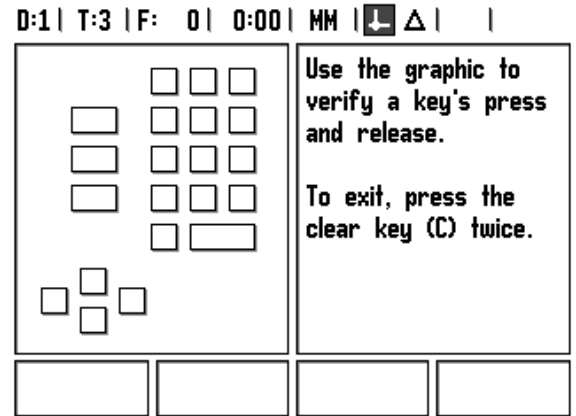 D:1 | T:3 | F: 0 | 0:00 | MM | Δ | |
Use the graphic to
verify a key's press
and release.
To exit, press the
clear key (C) twice.